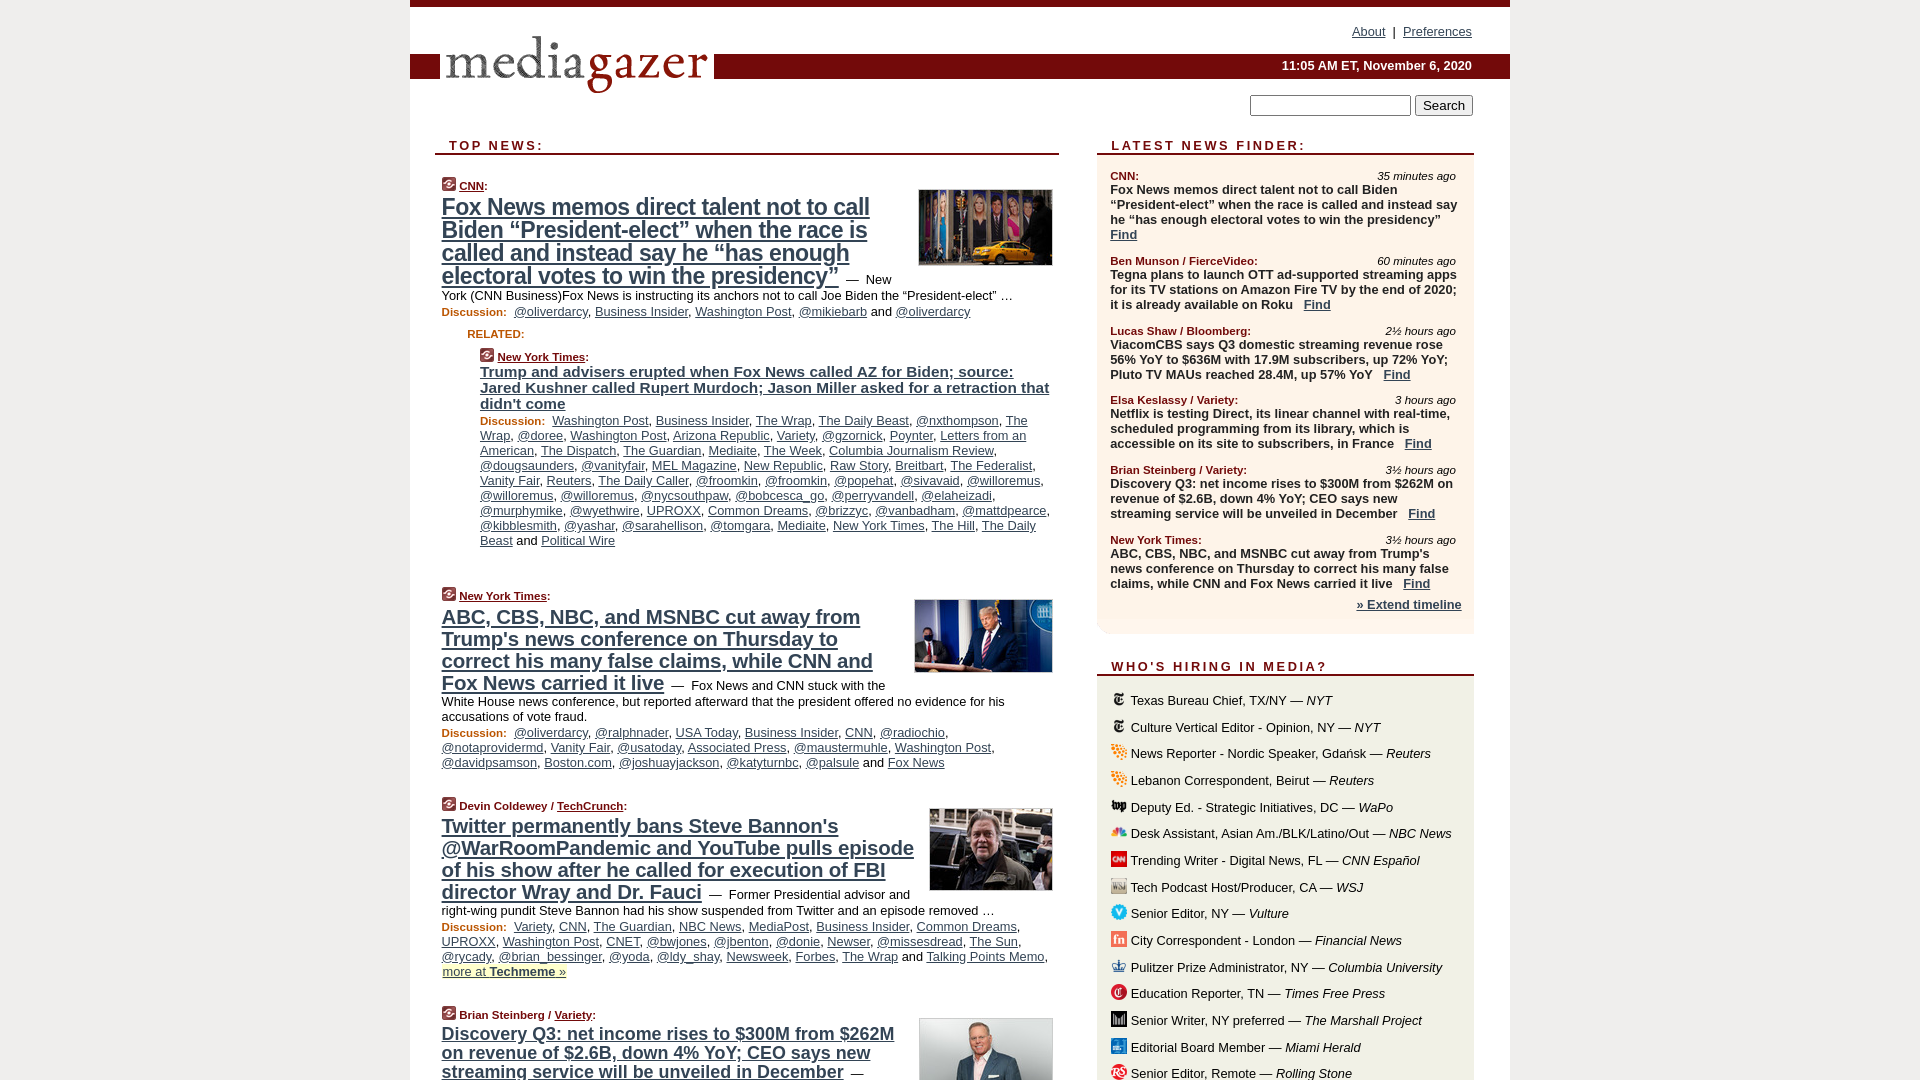 About | Preferences
mediagazer
11:05 AM ET, November 6, 2020
Search
TOP NEWS:
CNN:
Fox News memos direct talent not to call
Biden “President-elect” when the race is
called and instead say he “has enough
electoral votes to win the presidency” — New
York (CNN Business)Fox News is instructing its anchors not to call Joe Biden the “President-elect” …
Discussion: @oliverdarcy, Business Insider, Washington Post, @mikiebarb and @oliverdarcy
RELATED:
New York Times:
Trump and advisers erupted when Fox News called AZ for Biden; source:
Jared Kushner called Rupert Murdoch; Jason Miller asked for a retraction that
didn't come
Discussion: Washington Post, Business Insider, The Wrap, The Daily Beast, @nxthompson, The
Wrap, @doree, Washington Post, Arizona Republic, Variety, @gzornick, Poynter, Letters from an
American, The Dispatch, The Guardian, Mediaite, The Week, Columbia Journalism Review,
@dougsaunders, @vanityfair, MEL Magazine, New Republic, Raw Story, Breitbart, The Federalist,
Vanity Fair, Reuters, The Daily Caller, @froomkin, @froomkin, @popehat, @sivavaid, @willoremus,
@willoremus, @willoremus, @nycsouthpaw, @bobcesca_go, @perryvandell, @elaheizadi,
@murphymike, @wyethwire, UPROXX, Common Dreams, @brizzyc, @vanbadham, @mattdpearce,
@kibblesmith, @yashar, @sarahellison, @tomgara, Mediaite, New York Times, The Hill, The Daily
Beast and Political Wire
New York Times:
ABC, CBS, NBC, and MSNBC cut away from
Trump's news conference on Thursday to
correct his many false claims, while CNN and
Fox News carried it live — Fox News and CNN stuck with the
White House news conference, but reported afterward that the president offered no evidence for his
accusations of vote fraud.
Discussion: @oliverdarcy, @ralphnader, USA Today, Business Insider, CNN, @radiochio,
@notaprovidermd, Vanity Fair, @usatoday, Associated Press, @maustermuhle, Washington Post,
@davidpsamson, Boston.com, @joshuayjackson, @katyturnbc, @palsule and Fox News
Devin Coldewey / TechCrunch:
Twitter permanently bans Steve Bannon's
@WarRoomPandemic and YouTube pulls episode
of his show after he called for execution of FBI
director Wray and Dr. Fauci — Former Presidential advisor and
right-wing pundit Steve Bannon had his show suspended from Twitter and an episode removed …
Discussion: Variety, CNN, The Guardian, NBC News, MediaPost, Business Insider, Common Dreams,
UPROXX, Washington Post, CNET, @bwjones, @jbenton, @donie, Newser, @missesdread, The Sun,
@rycady, @brian_bessinger, @yoda, @ldy_shay, Newsweek, Forbes, The Wrap and Talking Points Memo,
more at Techmeme »
Brian Steinberg / Variety:
Discovery Q3: net income rises to $300M from $262M
on revenue of $2.6B, down 4% YoY; CEO says new
streaming service will be unveiled in December —
LATEST NEWS FINDER:
CNN: 35 minutes ago
Fox News memos direct talent not to call Biden
“President-elect” when the race is called and instead say
he “has enough electoral votes to win the presidency”
Find
Ben Munson / FierceVideo: 60 minutes ago
Tegna plans to launch OTT ad-supported streaming apps
for its TV stations on Amazon Fire TV by the end of 2020;
it is already available on Roku Find
Lucas Shaw / Bloomberg: 2½ hours ago
ViacomCBS says Q3 domestic streaming revenue rose
56% YoY to $636M with 17.9M subscribers, up 72% YoY;
Pluto TV MAUs reached 28.4M, up 57% YoY Find
Elsa Keslassy / Variety: 3 hours ago
Netflix is testing Direct, its linear channel with real-time,
scheduled programming from its library, which is
accessible on its site to subscribers, in France Find
Brian Steinberg / Variety: 3½ hours ago
Discovery Q3: net income rises to $300M from $262M on
revenue of $2.6B, down 4% YoY; CEO says new
streaming service will be unveiled in December Find
New York Times: 3½ hours ago
ABC, CBS, NBC, and MSNBC cut away from Trump's
news conference on Thursday to correct his many false
claims, while CNN and Fox News carried it live Find
» Extend timeline
WHO'S HIRING IN MEDIA?
Texas Bureau Chief, TX/NY — NYT
Culture Vertical Editor - Opinion, NY — NYT
News Reporter - Nordic Speaker, Gdańsk — Reuters
Lebanon Correspondent, Beirut — Reuters
Deputy Ed. - Strategic Initiatives, DC — WaPo
Desk Assistant, Asian Am./BLK/Latino/Out — NBC News
Trending Writer - Digital News, FL — CNN Español
Tech Podcast Host/Producer, CA — WSJ
Senior Editor, NY — Vulture
City Correspondent - London — Financial News
Pulitzer Prize Administrator, NY — Columbia University
Education Reporter, TN — Times Free Press
Senior Writer, NY preferred — The Marshall Project
Editorial Board Member — Miami Herald
Senior Editor, Remote — Rolling Stone